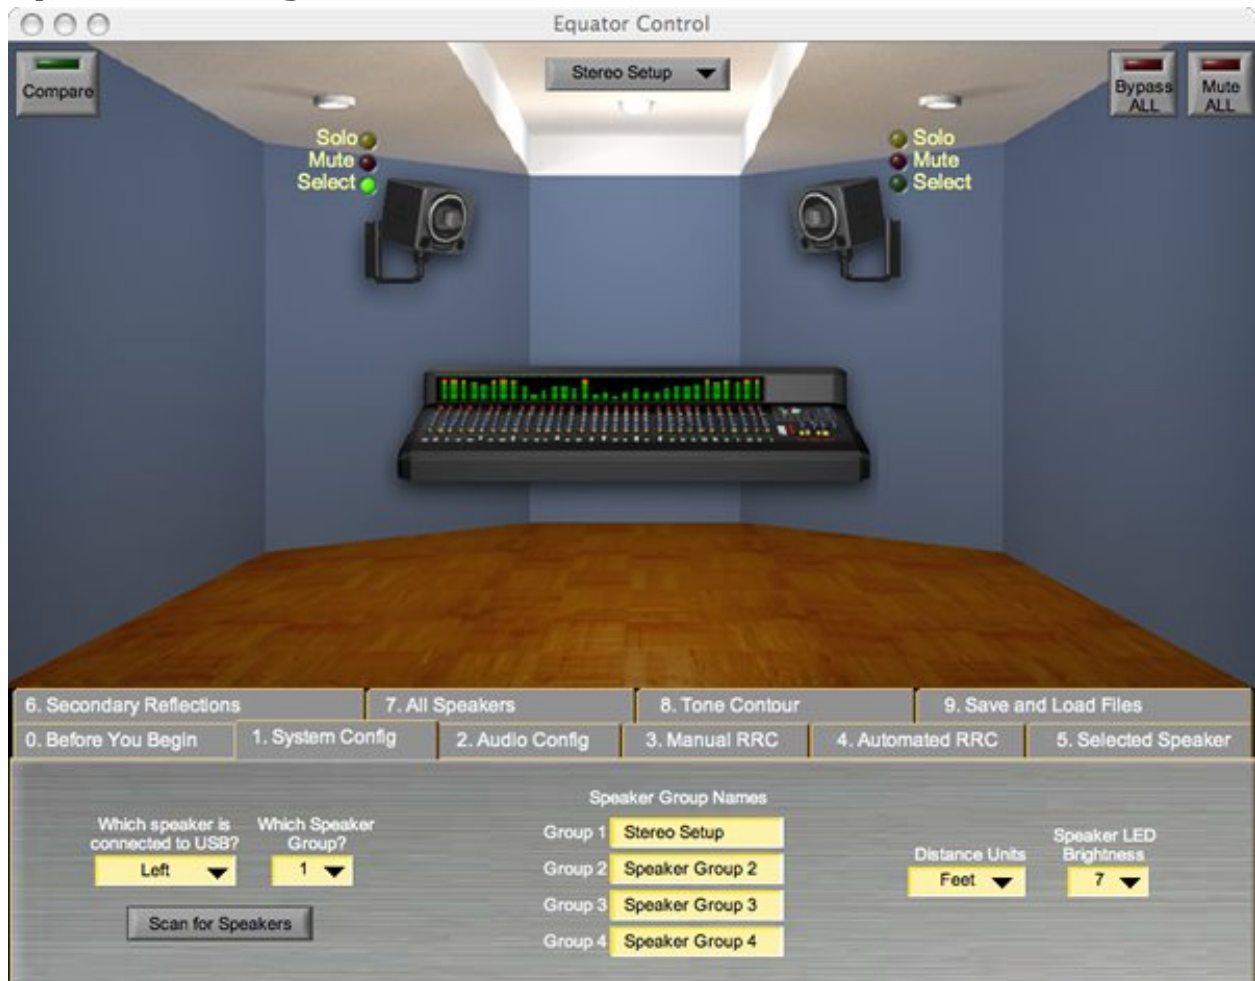 Equator Control
Stereo Setup
Compare
Bypass
ALL
Mute
ALL
Solo
Mute
Select
Solo
Mute
Select
6. Secondary Reflections
7. All Speakers
8. Tone Contour
9. Save and Load Files
0. Before You Begin
1. System Config
2. Audio Config
3. Manual RRC
4. Automated RRC
5. Selected Speaker
Which speaker is
connected to USB?
Left
Which Speaker
Group?
1
Scan for Speakers
Speaker Group Names
Group 1 Stereo Setup
Group 2 Speaker Group 2
Group 3 Speaker Group 3
Group 4 Speaker Group 4
Distance Units
Feet
Speaker LED
Brightness
7